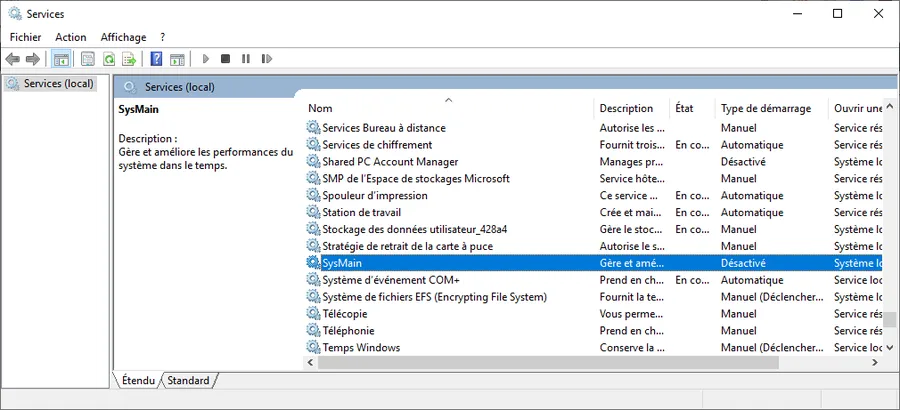 Services
Fichier Action Affichage ?
Services (local)
Services (local)
SysMain
Description :
Gère et améliore les performances du
système dans le temps.
Nom Description État Type de démarrage Ouvrir une
Services Bureau à distance Autorise les ... Manuel Service rés
Services de chiffrement Fournit trois... En co... Automatique Service rés
Shared PC Account Manager Manages pr... Désactivé Système lo
SMP de l'Espace de stockages Microsoft Service hôte... Manuel Service rés
Spouleur d'impression Ce service ... En co... Automatique Système lo
Station de travail Crée et mai... En co... Automatique Service rés
Stockage des données utilisateur_428a4 Gère le stoc... En co... Manuel Système lo
Stratégie de retrait de la carte à puce Autorise le s... Manuel Système lo
SysMain Gère et amé... Désactivé Système lo
Système d'événement COM+ Prend en ch... En co... Automatique Service loc
Système de fichiers EFS (Encrypting File System) Fournit la te... Manuel (Déclencher... Système lo
Télécopie Vous perme... Manuel Service rés
Téléphonie Prend en ch... Manuel Service rés
Temps Windows Conserve la ... Manuel (Déclencher... Service loc
Étendu Standard